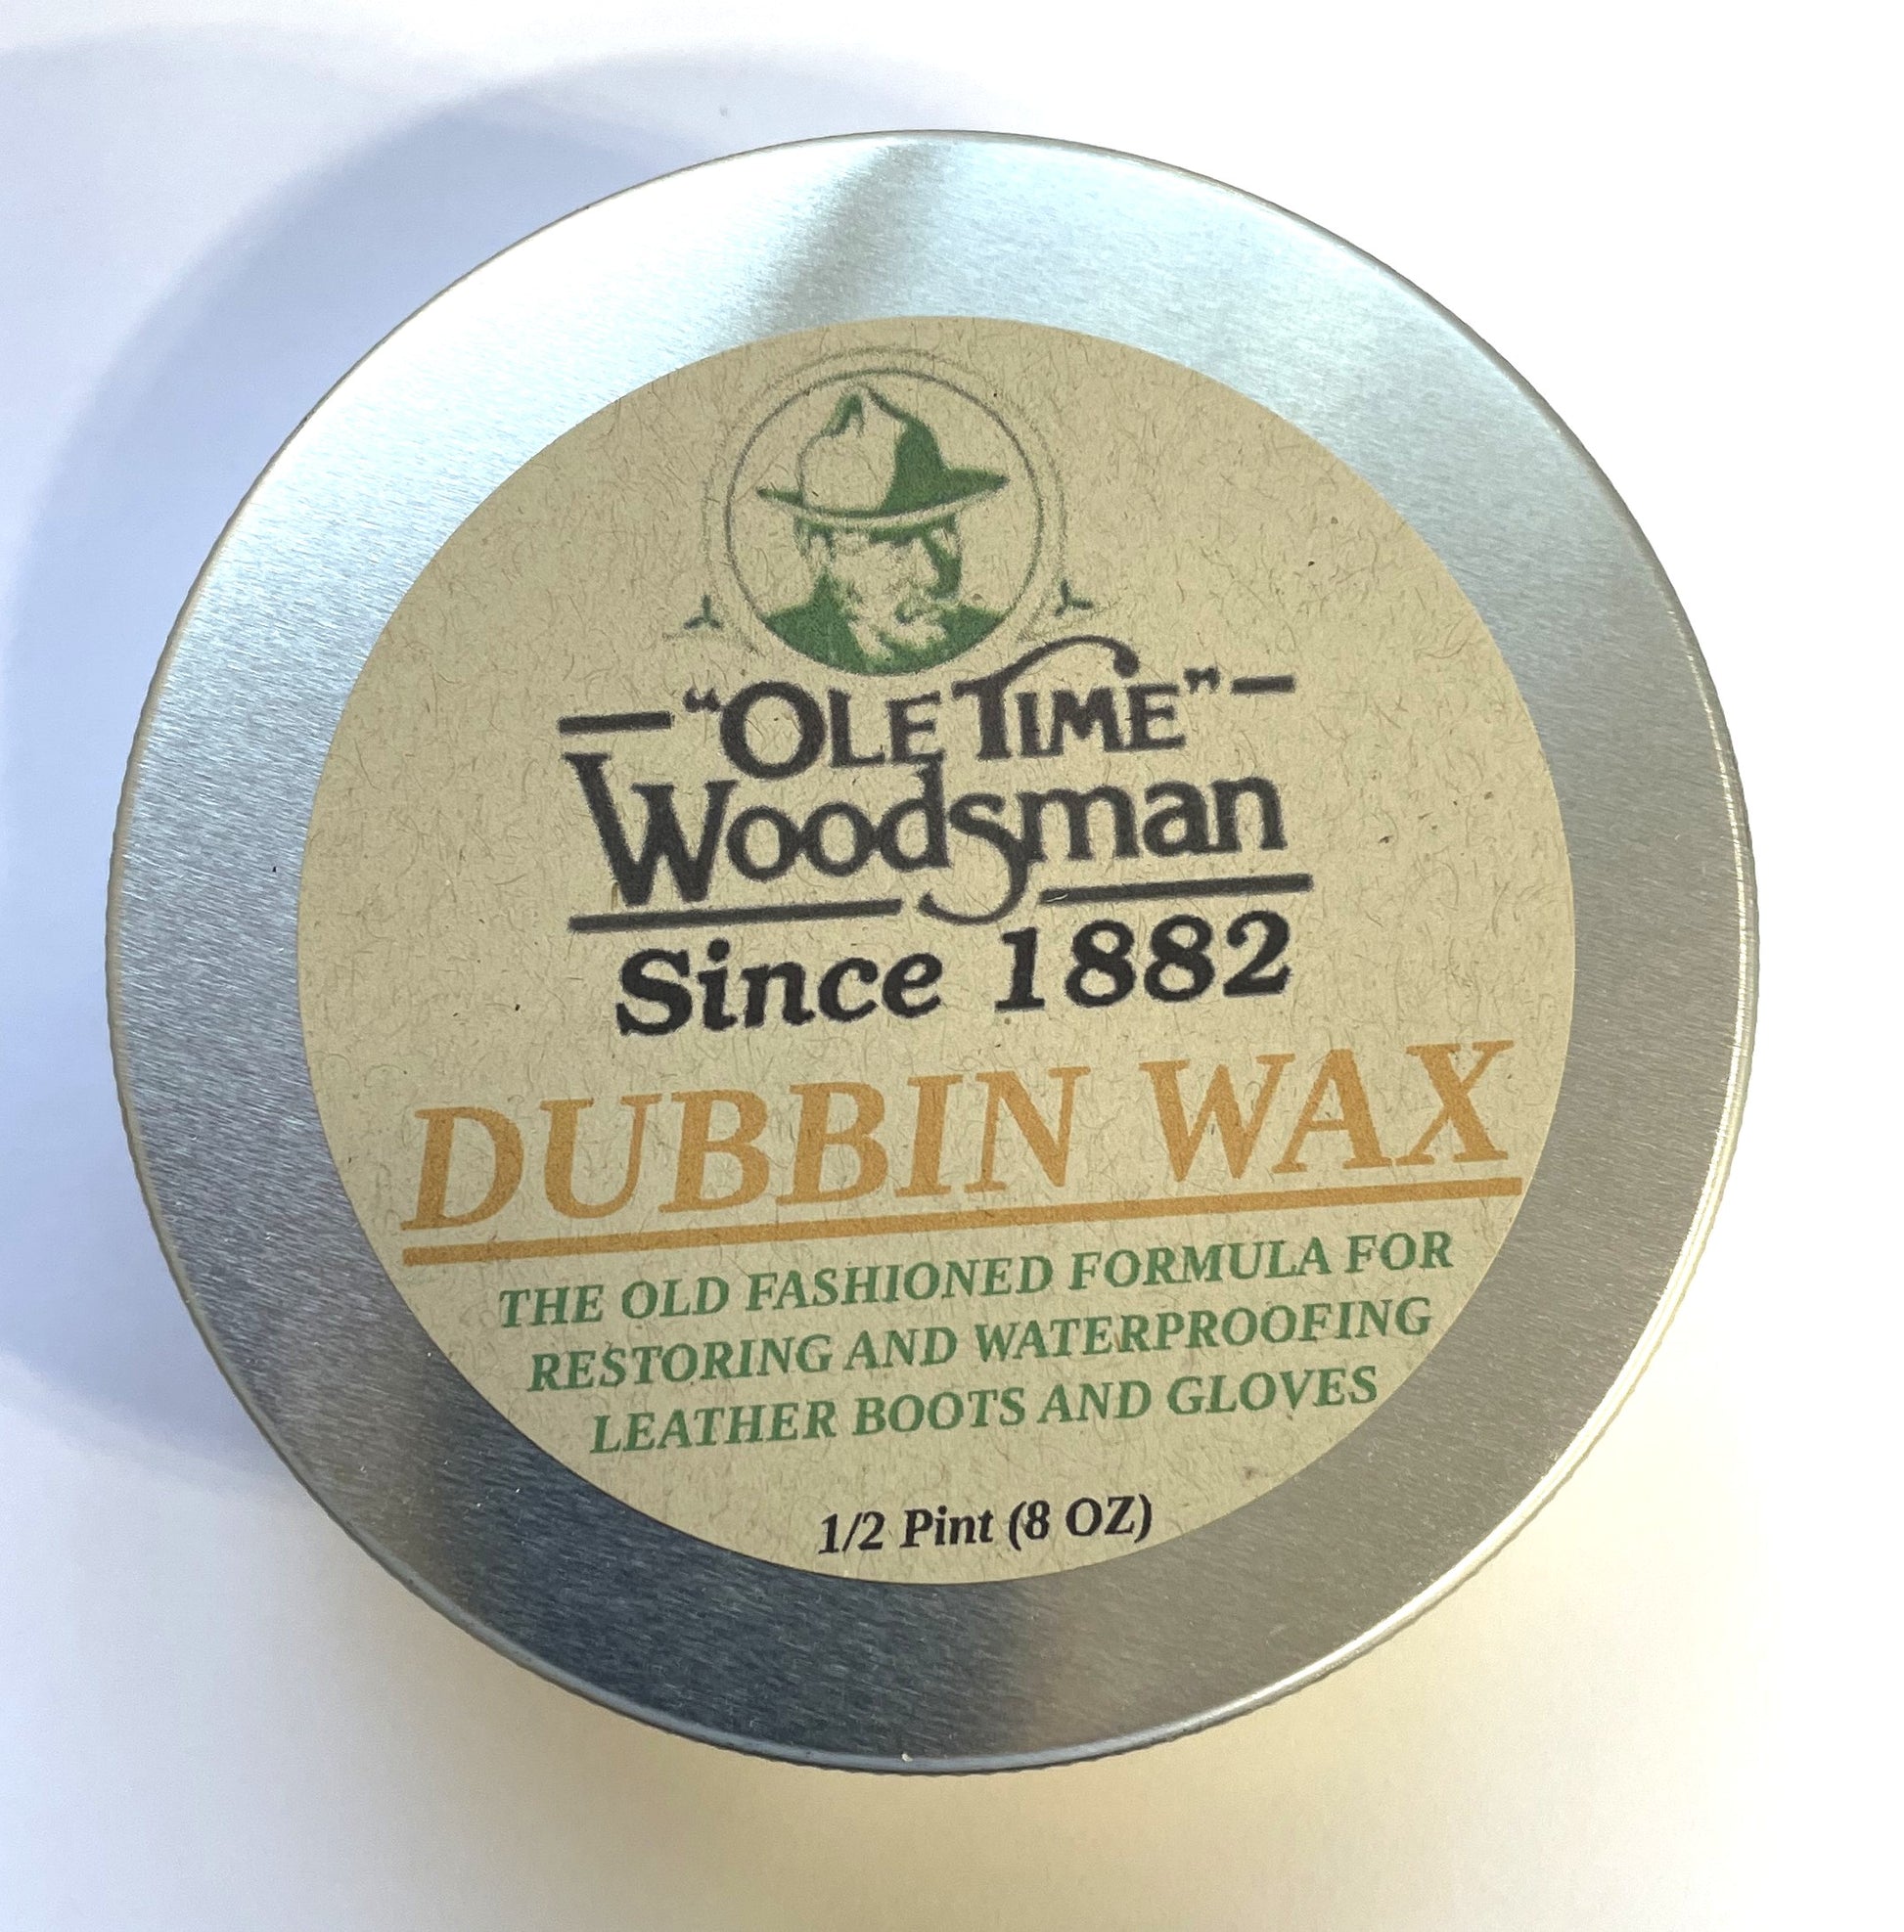 "OLE TIME"
Woodsman
Since 1882
DUBBIN WAX
THE OLD FASHIONED FORMULA FOR
RESTORING AND WATERPROOFING
LEATHER BOOTS AND GLOVES
1/2 Pint (8 OZ)